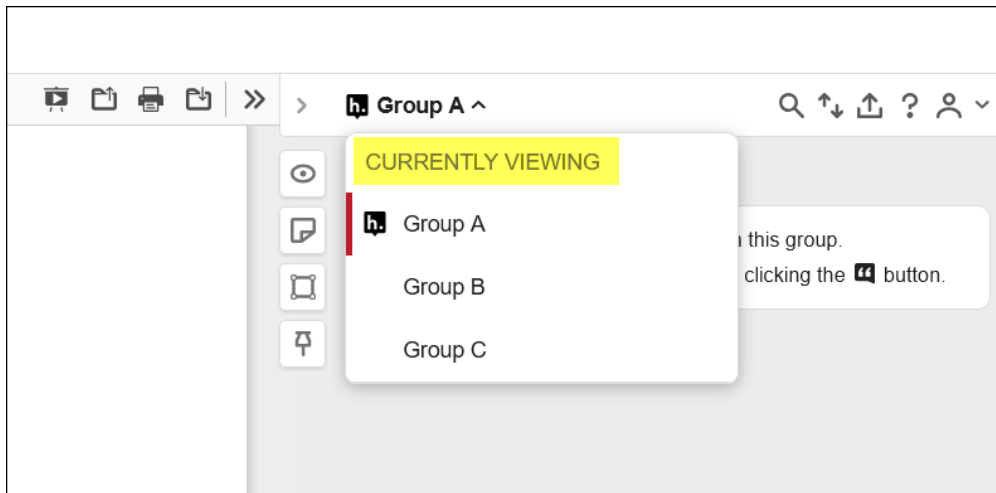 h. Group A
CURRENTLY VIEWING
h. Group A
Group B
Group C
this group.
clicking the button.